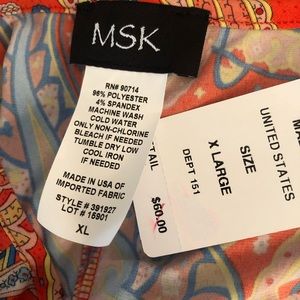 MSK
RN# 90714
96% POLYESTER
4% SPANDEX
MACHINE WASH
COLD WATER
ONLY NON-CHLORINE
BLEACH IF NEEDED
TUMBLE DRY LOW
COOL IRON
IF NEEDED
MADE IN USA OF
IMPORTED FABRIC
STYLE # 391927
LOT # 15901
XL
UNITED STATES
SIZE
X LARGE
DEPT 151
$60.00